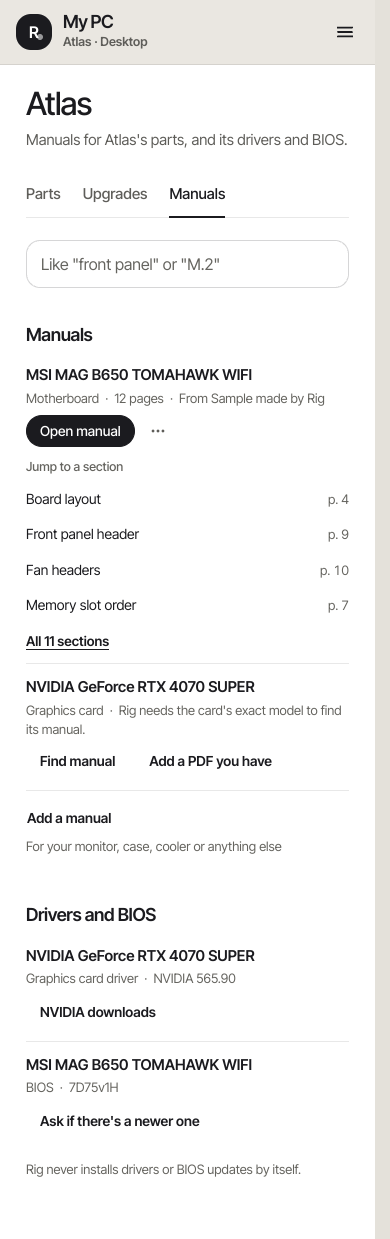 R
My PC
Atlas · Desktop
Atlas
Manuals for Atlas's parts, and its drivers and BIOS.
Parts Upgrades Manuals
Like "front panel" or "M.2"
Manuals
MSI MAG B650 TOMAHAWK WIFI
Motherboard · 12 pages · From Sample made by Rig
Open manual ···
Jump to a section
Board layout p. 4
Front panel header p. 9
Fan headers p. 10
Memory slot order p. 7
All 11 sections
NVIDIA GeForce RTX 4070 SUPER
Graphics card · Rig needs the card's exact model to find
its manual.
Find manual Add a PDF you have
Add a manual
For your monitor, case, cooler or anything else
Drivers and BIOS
NVIDIA GeForce RTX 4070 SUPER
Graphics card driver · NVIDIA 565.90
NVIDIA downloads
MSI MAG B650 TOMAHAWK WIFI
BIOS · 7D75v1H
Ask if there's a newer one
Rig never installs drivers or BIOS updates by itself.